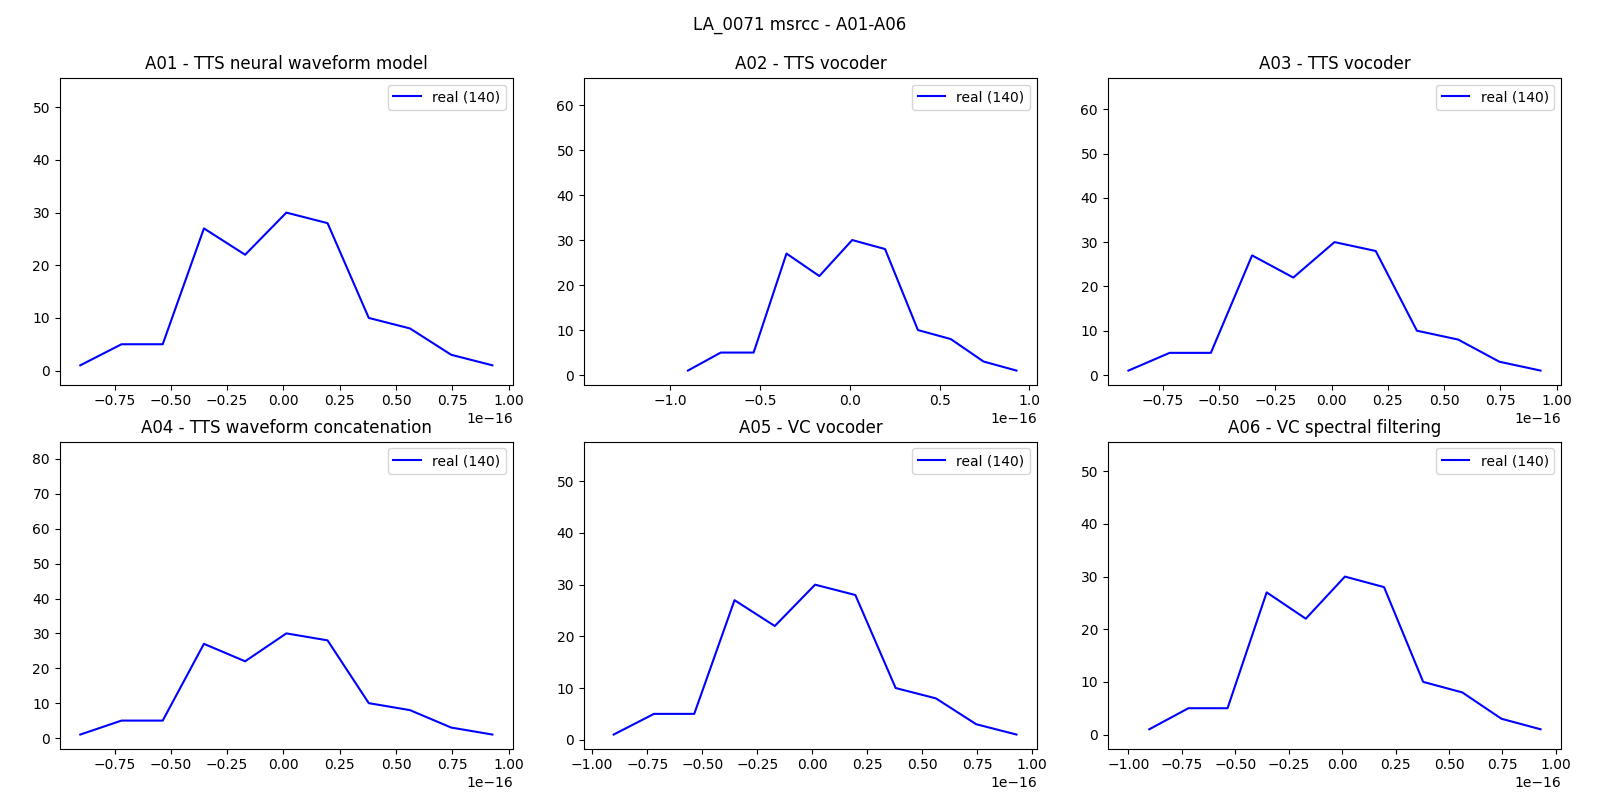 LA_0071 msrcc - A01-A06
A01 - TTS neural waveform model
real (140)
50
40
30
20
10
0
−0.75 −0.50 −0.25 0.00 0.25 0.50 0.75 1.00
1e−16
A02 - TTS vocoder
real (140)
60
50
40
30
20
10
0
−1.0 −0.5 0.0 0.5 1.0
1e−16
A03 - TTS vocoder
real (140)
60
50
40
30
20
10
0
−0.75 −0.50 −0.25 0.00 0.25 0.50 0.75 1.00
1e−16
A04 - TTS waveform concatenation
real (140)
80
70
60
50
40
30
20
10
0
−0.75 −0.50 −0.25 0.00 0.25 0.50 0.75 1.00
1e−16
A05 - VC vocoder
real (140)
50
40
30
20
10
0
−1.00 −0.75 −0.50 −0.25 0.00 0.25 0.50 0.75 1.00
1e−16
A06 - VC spectral filtering
real (140)
50
40
30
20
10
0
−1.00 −0.75 −0.50 −0.25 0.00 0.25 0.50 0.75 1.00
1e−16